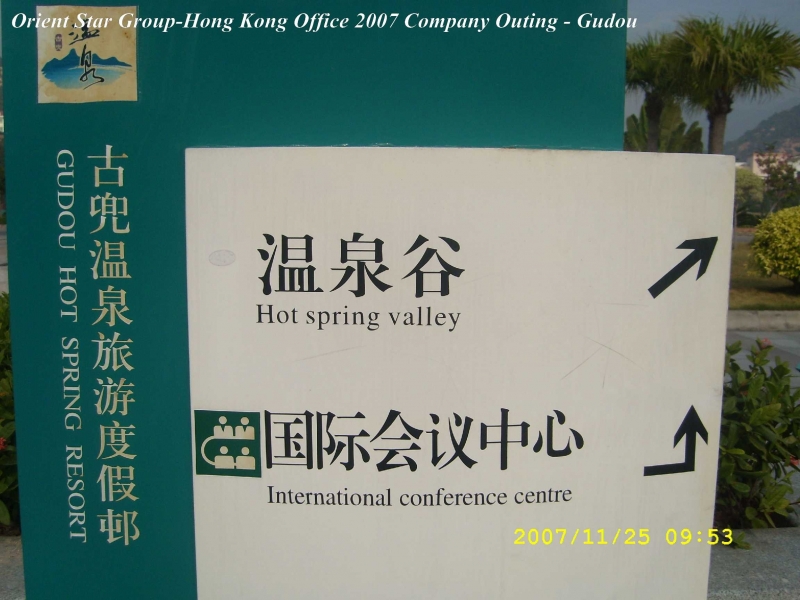 Orient Star Group-Hong Kong Office 2007 Company Outing - Gudou
温泉
古兜温泉旅游度假邨
GUDOU HOT SPRING RESORT
温泉谷
Hot spring valley
国际会议中心
International conference centre
2007/11/25 09:53